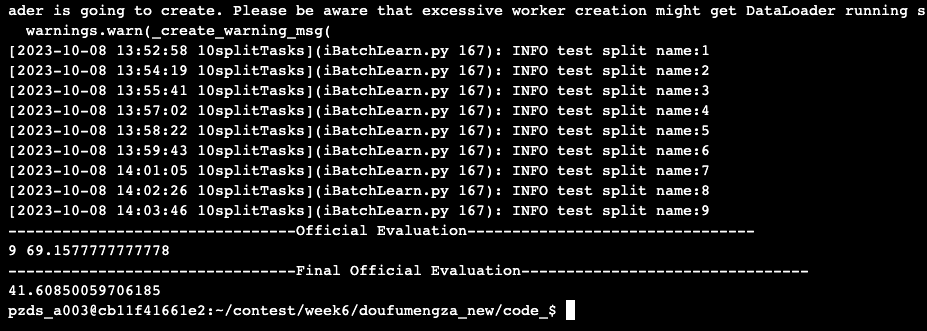 ader is going to create. Please be aware that excessive worker creation might get DataLoader running s
warnings.warn(_create_warning_msg(
[2023-10-08 13:52:58 10splitTasks](iBatchLearn.py 167): INFO test split name:1
[2023-10-08 13:54:19 10splitTasks](iBatchLearn.py 167): INFO test split name:2
[2023-10-08 13:55:41 10splitTasks](iBatchLearn.py 167): INFO test split name:3
[2023-10-08 13:57:02 10splitTasks](iBatchLearn.py 167): INFO test split name:4
[2023-10-08 13:58:22 10splitTasks](iBatchLearn.py 167): INFO test split name:5
[2023-10-08 13:59:43 10splitTasks](iBatchLearn.py 167): INFO test split name:6
[2023-10-08 14:01:05 10splitTasks](iBatchLearn.py 167): INFO test split name:7
[2023-10-08 14:02:26 10splitTasks](iBatchLearn.py 167): INFO test split name:8
[2023-10-08 14:03:46 10splitTasks](iBatchLearn.py 167): INFO test split name:9
-------------------------------Official Evaluation-------------------------------
9 69.1577777777778
-------------------------------Final Official Evaluation-------------------------------
41.60850059706185
pzds_a003@cb11f41661e2:~/contest/week6/doufumengza_new/code_$